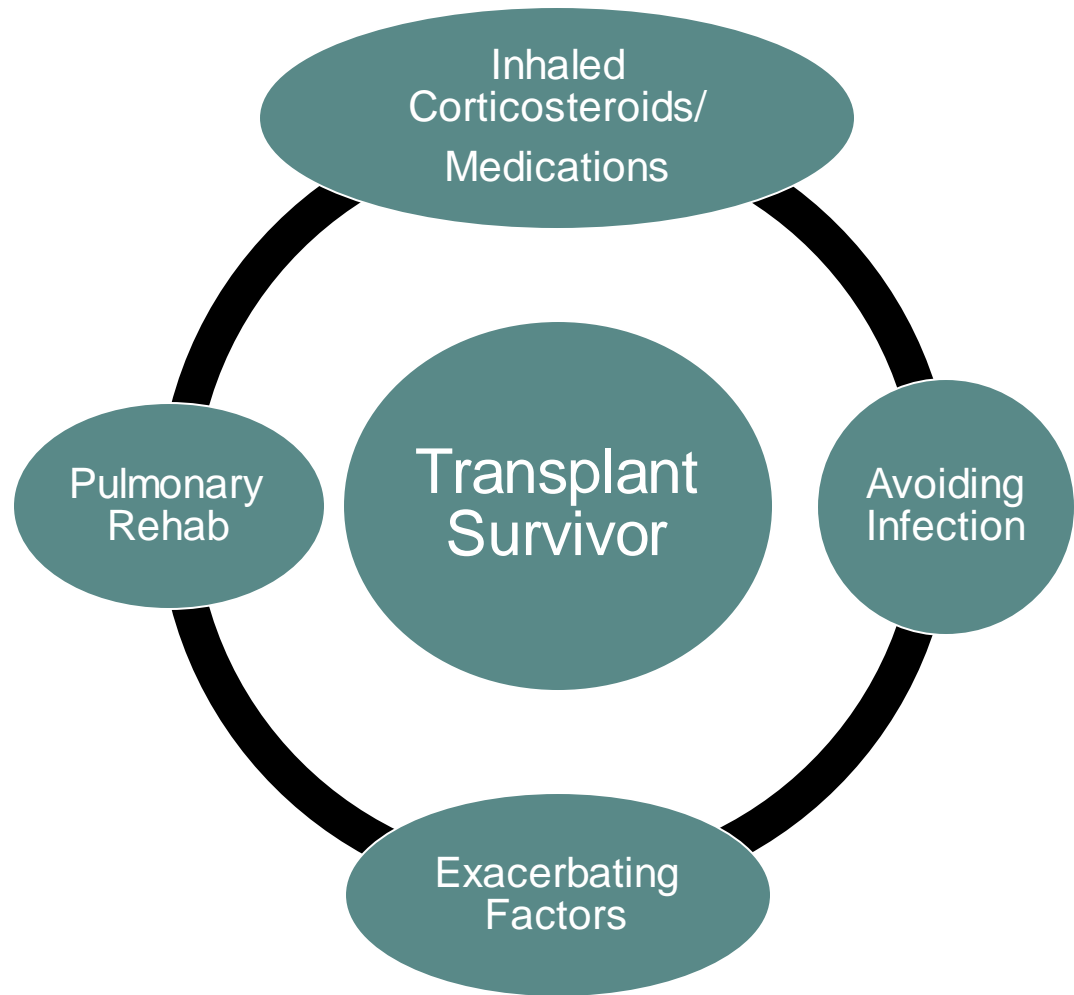 Inhaled
Corticosteroids/
Medications
Pulmonary
Rehab
Transplant
Survivor
Avoiding
Infection
Exacerbating
Factors